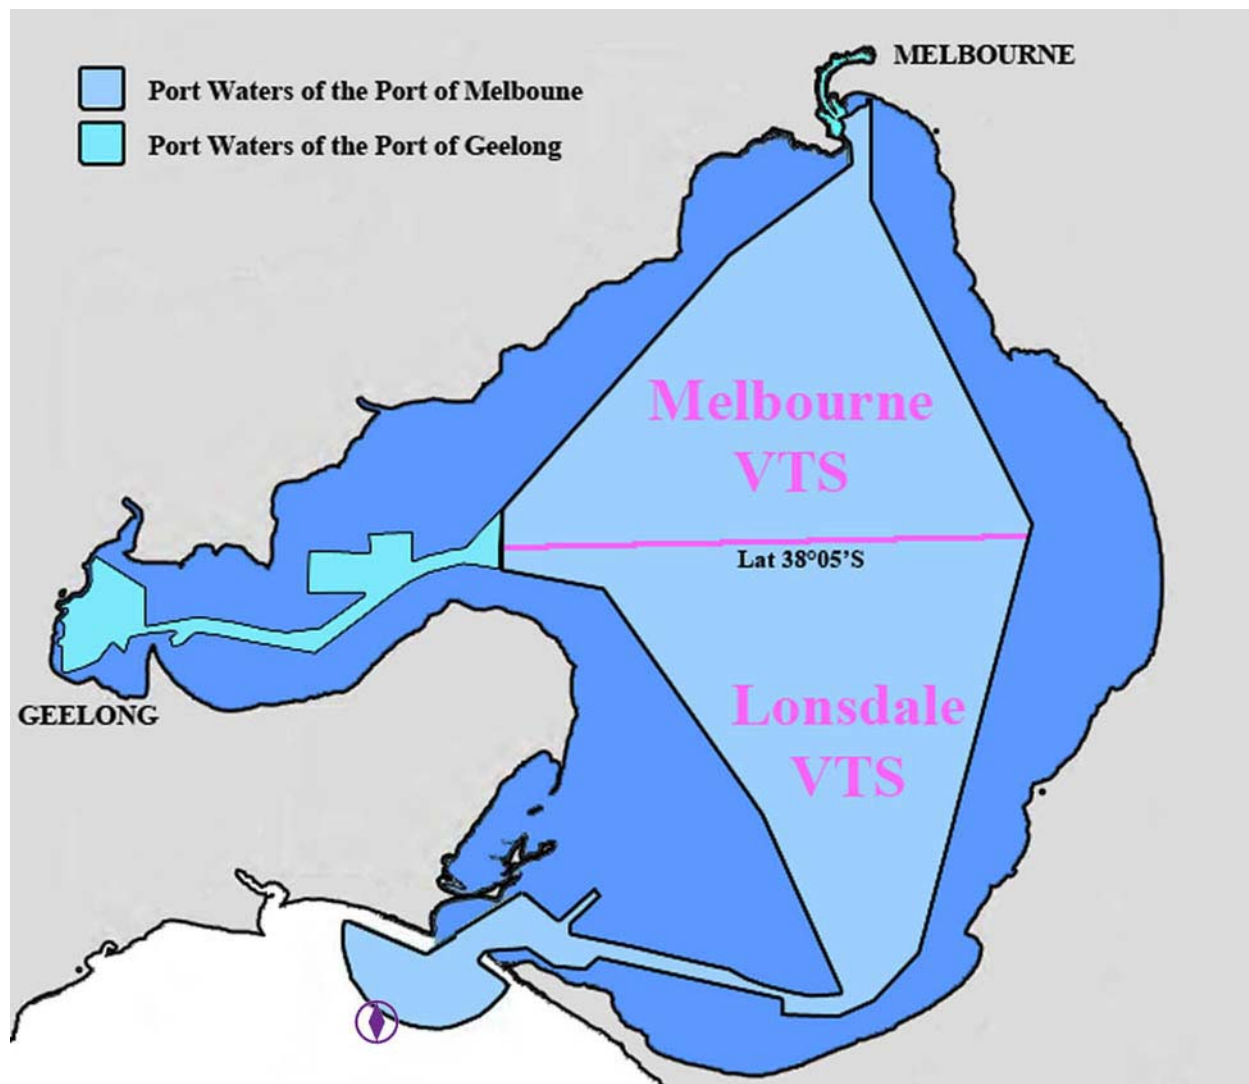 MELBOURNE
Port Waters of the Port of Melboune
Port Waters of the Port of Geelong
Melbourne
VTS
Lat 38°05’S
Lonsdale
VTS
GEELONG